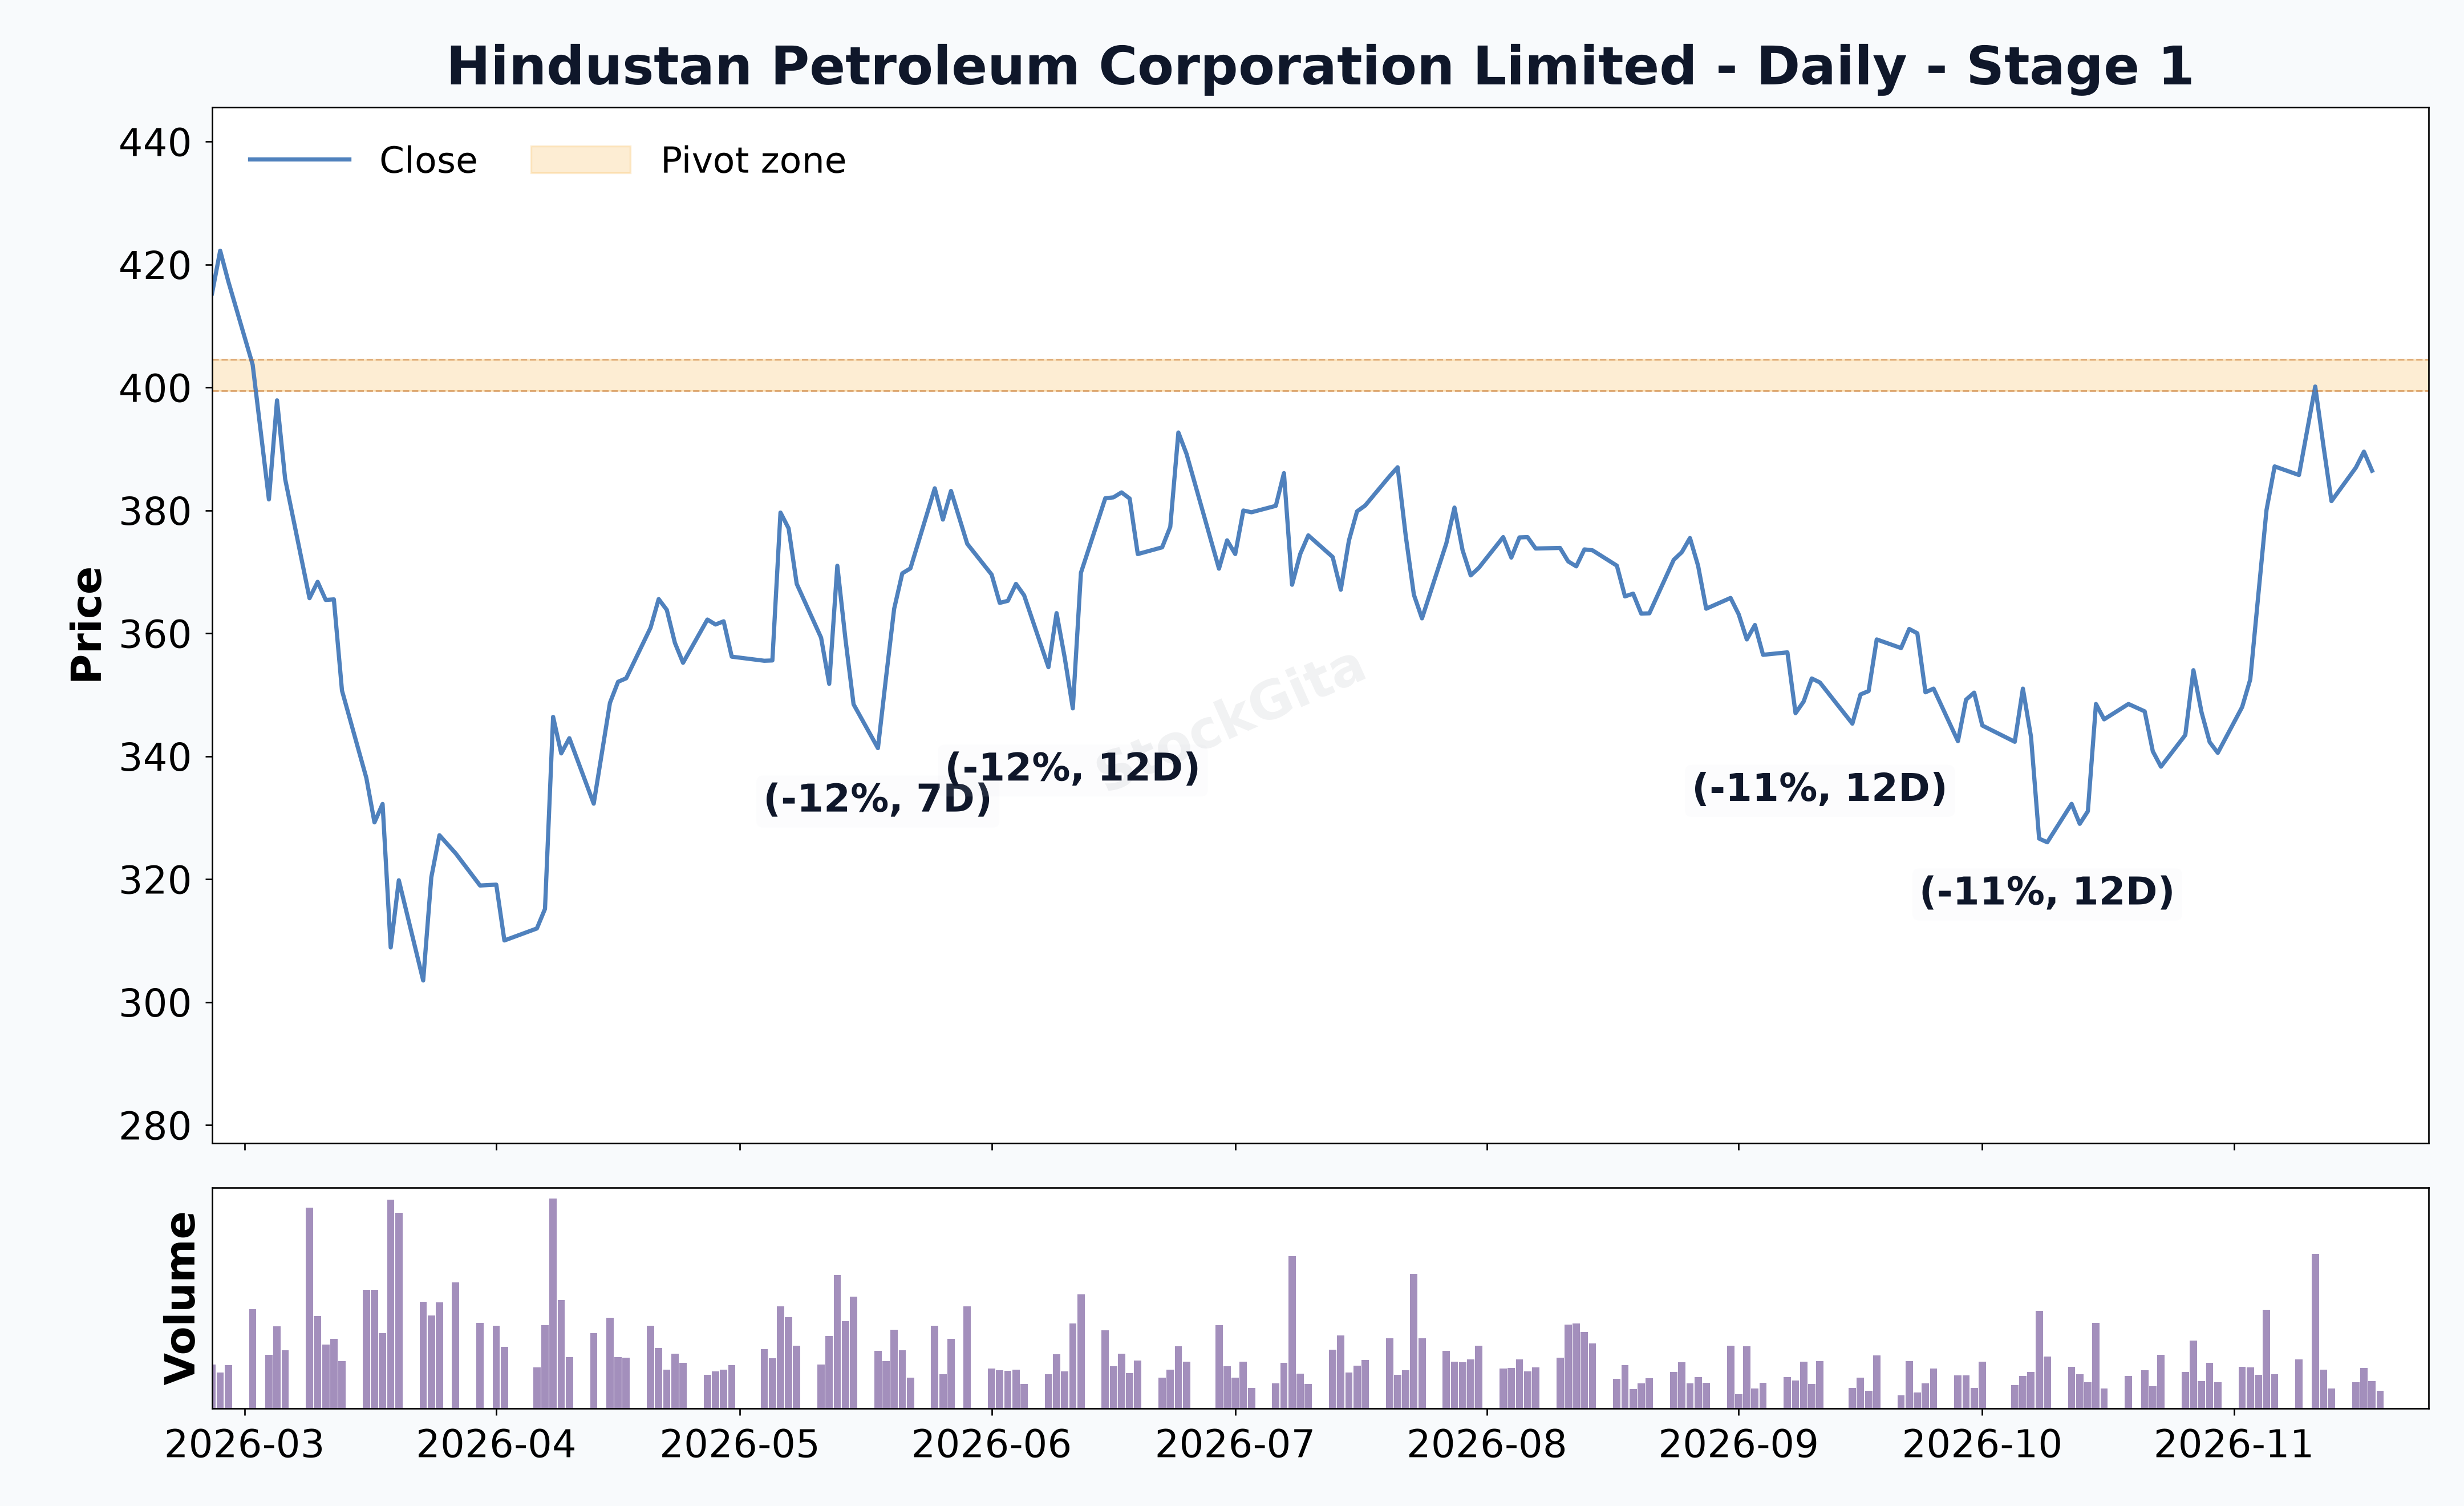 Hindustan Petroleum Corporation Limited - Daily - Stage 1
Close
Pivot zone
Price
440
420
400
380
360
340
320
300
280
StockGita
(-12%, 12D)
(-12%, 7D)
(-11%, 12D)
(-11%, 12D)
Volume
2026-03
2026-04
2026-05
2026-06
2026-07
2026-08
2026-09
2026-10
2026-11